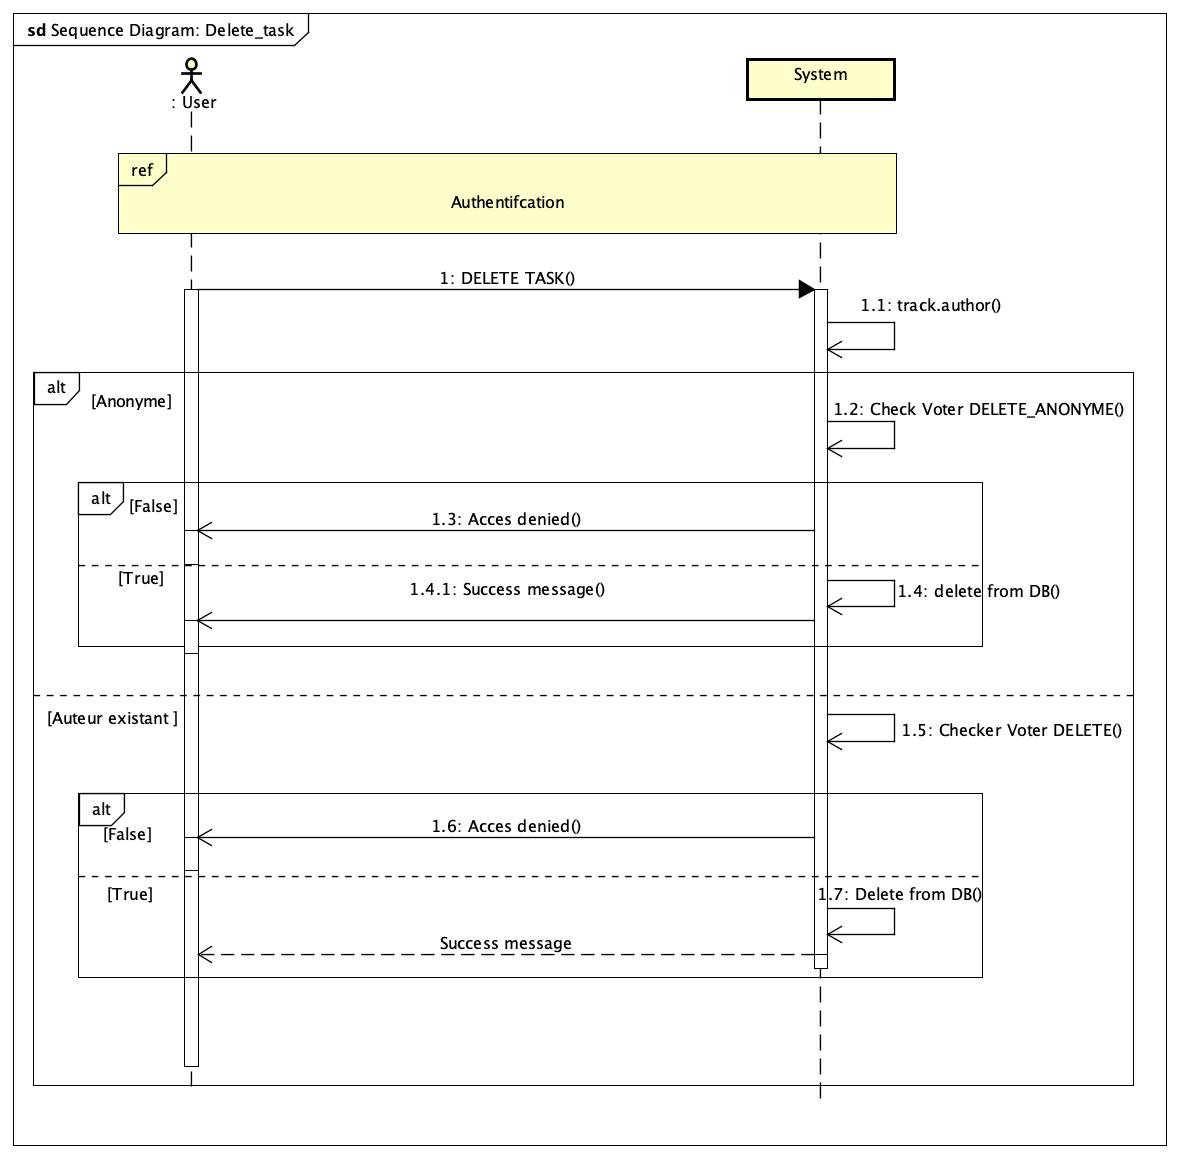 sd Sequence Diagram: Delete_task
: User
System
ref
Authentifcation
1: DELETE TASK()
1.1: track.author()
alt
[Anonyme]
1.2: Check Voter DELETE_ANONYME()
alt
[False]
1.3: Acces denied()
[True]
1.4.1: Success message()
1.4: delete from DB()
[Auteur existant ]
1.5: Checker Voter DELETE()
alt
[False]
1.6: Acces denied()
[True]
1.7: Delete from DB()
Success message